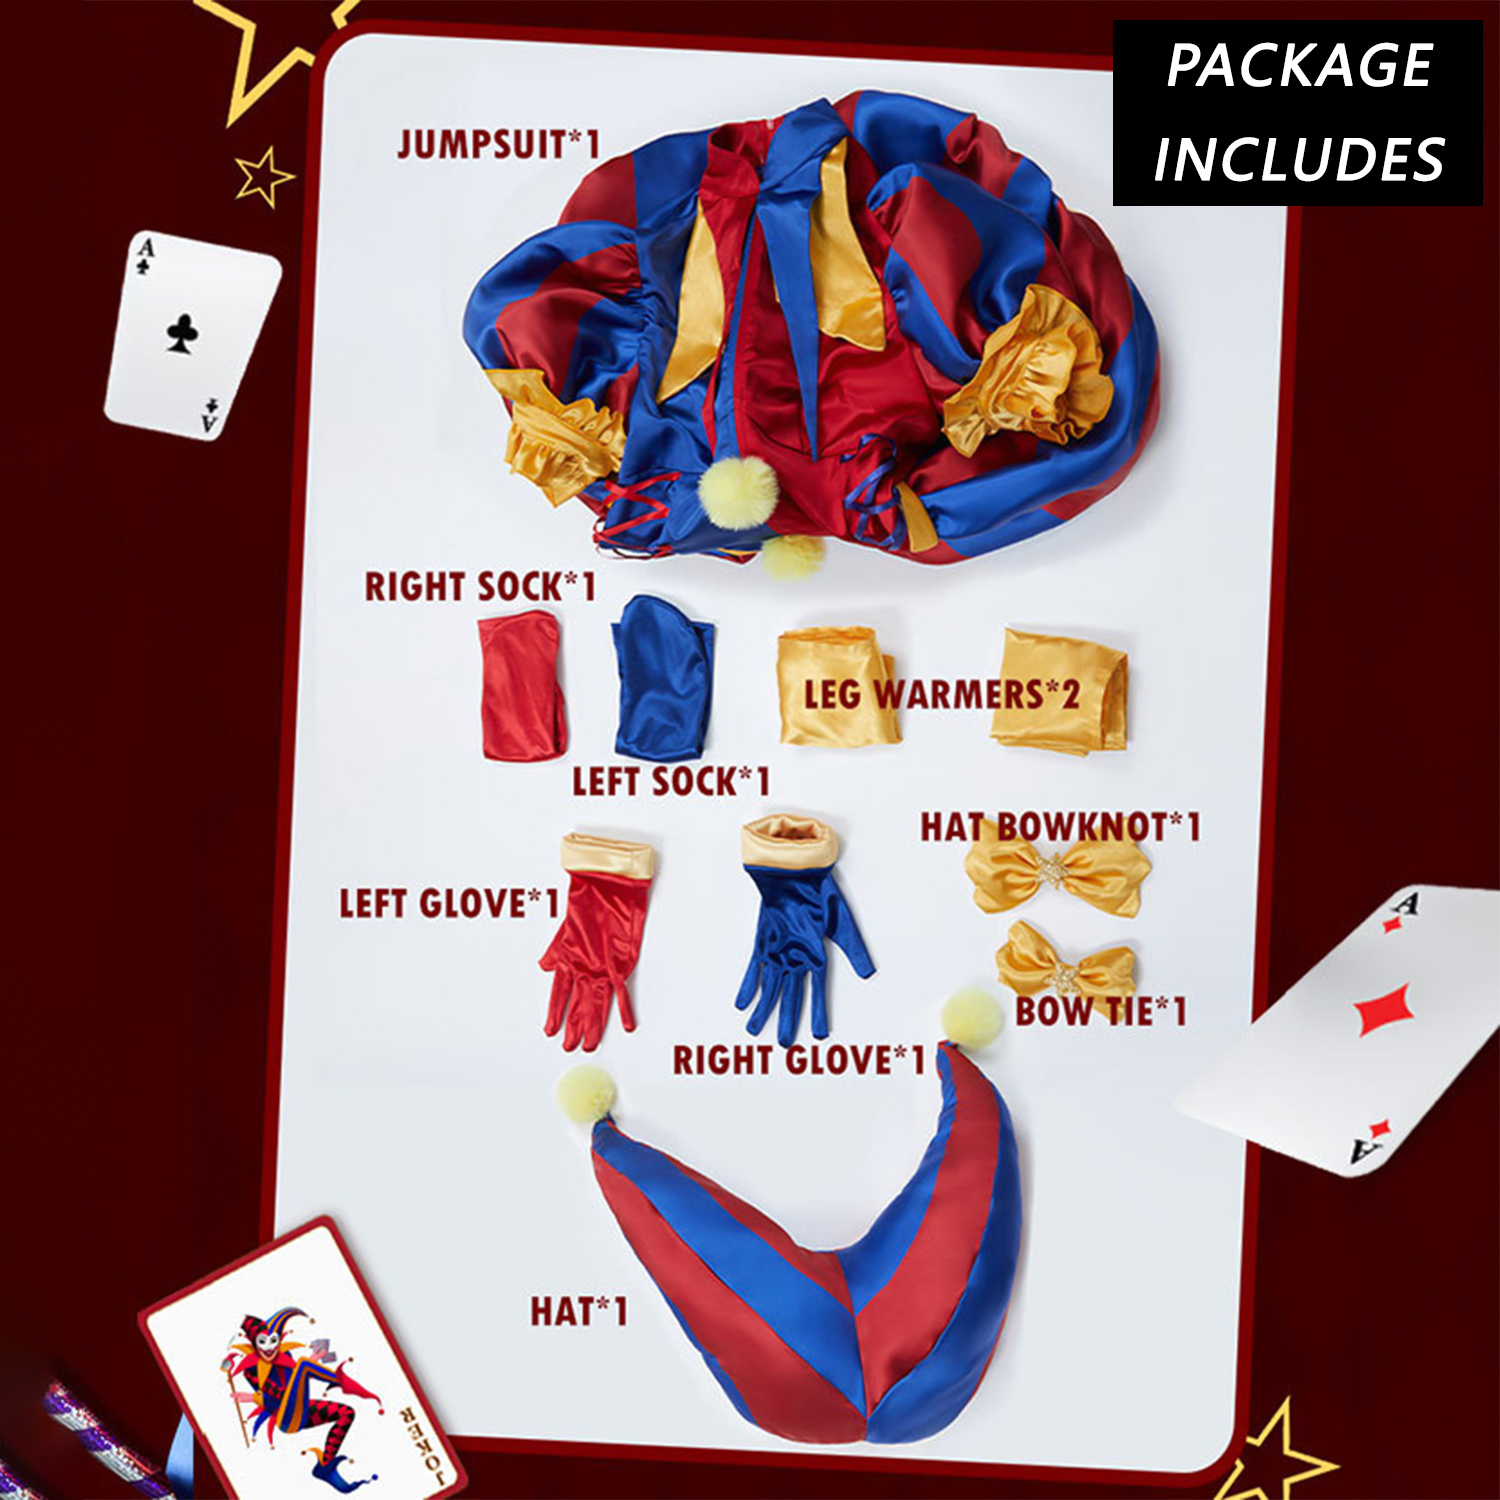 PACKAGE
INCLUDES
JUMPSUIT*1
A
A
RIGHT SOCK*1
LEG WARMERS*2
LEFT SOCK*1
HAT BOWKNOT*1
LEFT GLOVE*1
A
BOW TIE*1
RIGHT GLOVE*1
A
HAT*1
JOKER